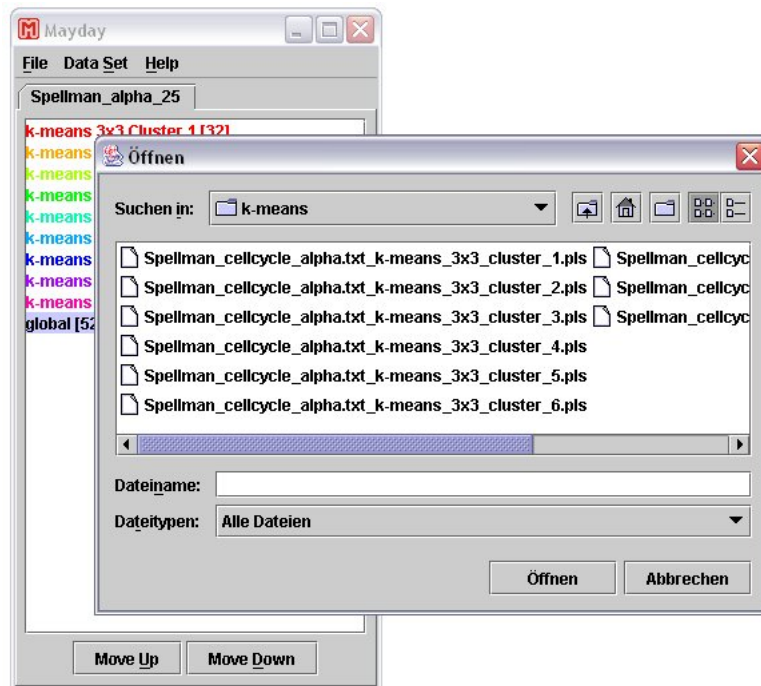 Mayday
File Data Set Help
Spellman_alpha_25
k-means 3x3 Cluster 1 [32]
k-means
k-means
k-means
k-means
k-means
k-means
k-means
k-means
global [52
Öffnen
Suchen in: k-means
Spellman_cellcycle_alpha.txt_k-means_3x3_cluster_1.pls Spellman_cellcyc
Spellman_cellcycle_alpha.txt_k-means_3x3_cluster_2.pls Spellman_cellcyc
Spellman_cellcycle_alpha.txt_k-means_3x3_cluster_3.pls Spellman_cellcyc
Spellman_cellcycle_alpha.txt_k-means_3x3_cluster_4.pls
Spellman_cellcycle_alpha.txt_k-means_3x3_cluster_5.pls
Spellman_cellcycle_alpha.txt_k-means_3x3_cluster_6.pls
Dateiname:
Dateitypen: Alle Dateien
Öffnen Abbrechen
Move Up Move Down